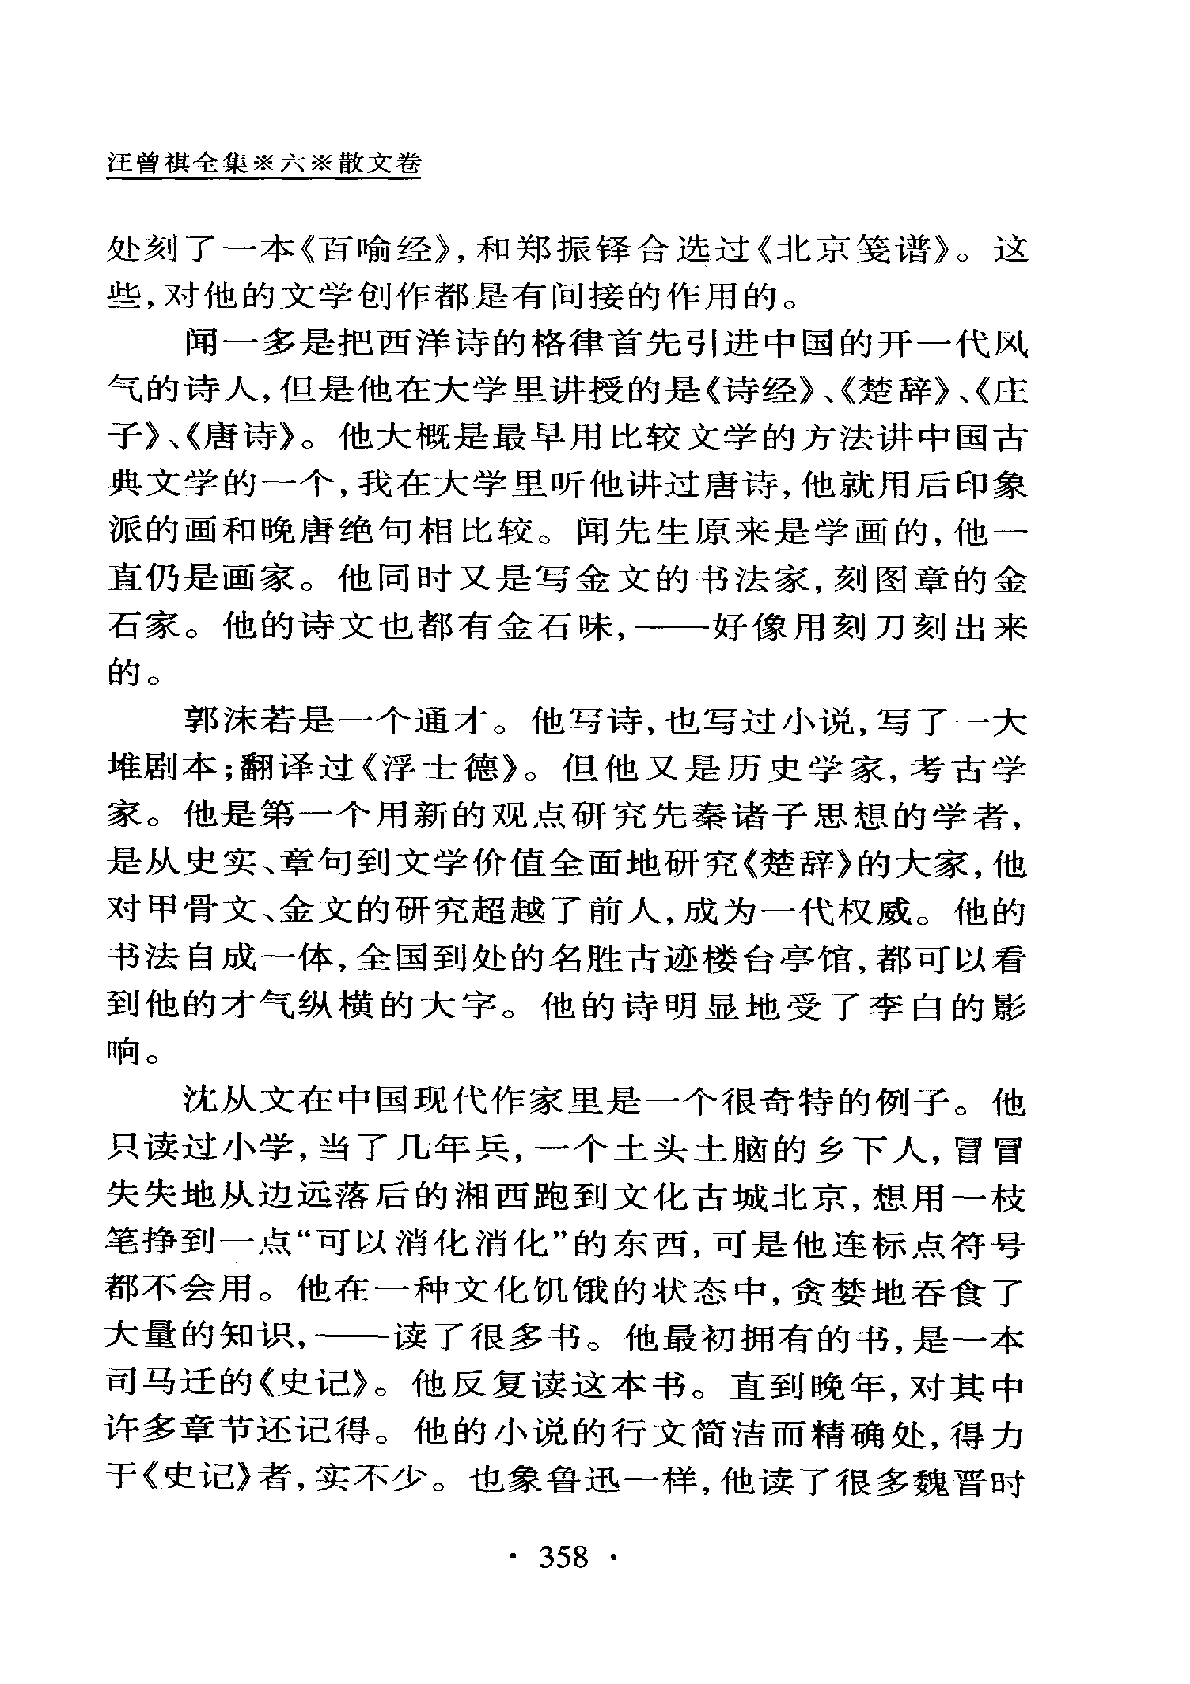 汪曾祺全集※六※散文卷
处刻了一本《百喻经》,和郑振铎合选过《北京笺谱》。这
些,对他的文学创作都是有间接的作用的。
闻一多是把西洋诗的格律首先引进中国的开一代风
气的诗人,但是他在大学里讲授的是《诗经》、《楚辞》、《庄
子》、《唐诗》。他大概是最早用比较文学的方法讲中国古
典文学的一个,我在大学里听他讲过唐诗,他就用后印象
派的画和晚唐绝句相比较。闻先生原来是学画的,他一
直仍是画家。他同时又是写金文的书法家,刻图章的金
石家。他的诗文也都有金石味,——好像用刻刀刻出来
的。
郭沫若是一个通才。他写诗,也写过小说,写了一大
堆剧本;翻译过《浮士德》。但他又是历史学家,考古学
家。他是第一个用新的观点研究先秦诸子思想的学者,
是从史实、章句到文学价值全面地研究《楚辞》的大家,他
对甲骨文、金文的研究超越了前人,成为一代权威。他的
书法自成一体,全国到处的名胜古迹楼台亭馆,都可以看
到他的才气纵横的大字。他的诗明显地受了李白的影
响。
沈从文在中国现代作家里是一个很奇特的例子。他
只读过小学,当了几年兵,一个土头土脑的乡下人,冒冒
失失地从边远落后的湘西跑到文化古城北京,想用一枝
笔挣到一点“可以消化消化”的东西,可是他连标点符号
都不会用。他在一种文化饥饿的状态中,贪婪地吞食了
大量的知识,——读了很多书。他最初拥有的书,是一本
司马迁的《史记》。他反复读这本书。直到晚年,对其中
许多章节还记得。他的小说的行文简洁而精确处,得力
于《史记》者,实不少。也象鲁迅一样,他读了很多魏晋时
· 358 ·